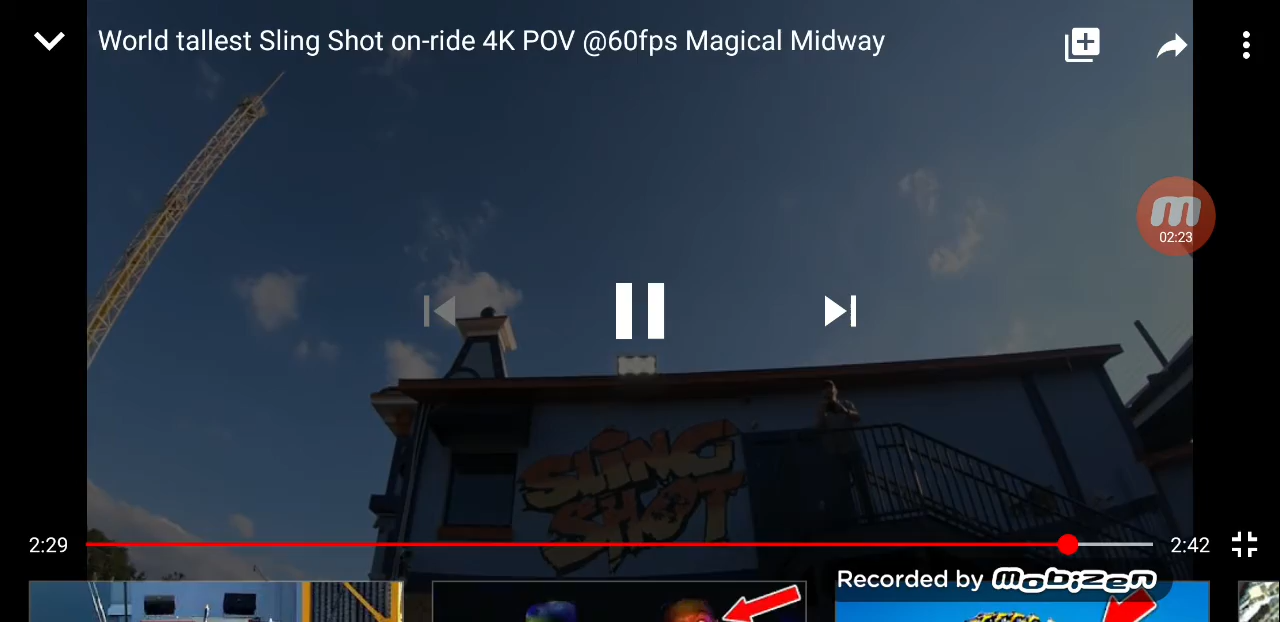 World tallest Sling Shot on-ride 4K POV @60fps Magical Midway
m
02:23
SLING
SHOT
2:29
2:42
Recorded by mobizen